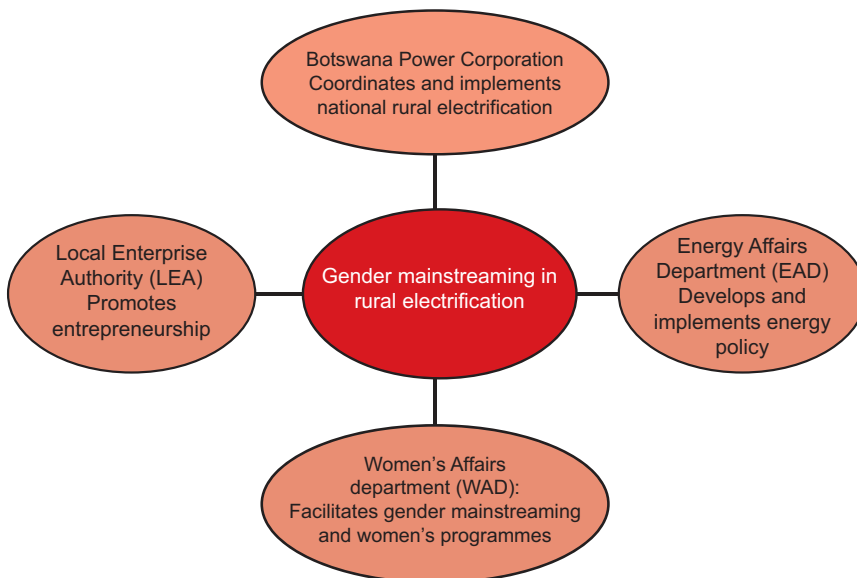 Botswana Power Corporation
Coordinates and implements
national rural electrification
Local Enterprise
Authority (LEA)
Promotes
entrepreneurship
Gender mainstreaming in
rural electrification
Energy Affairs
Department (EAD)
Develops and
implements energy
policy
Women’s Affairs
department (WAD):
Facilitates gender mainstreaming
and women’s programmes